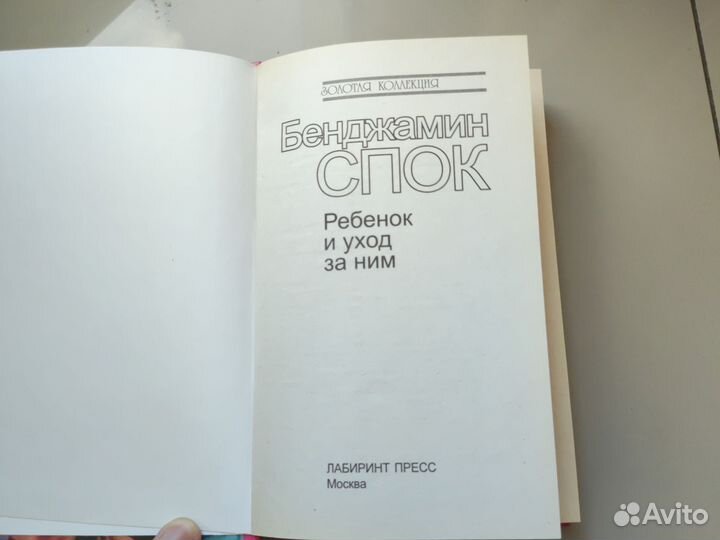 ЗОЛОТАЯ КОЛЛЕКЦИЯ
Бенджамин
СПОК
Ребенок
и уход
за ним
ЛАБИРИНТ ПРЕСС
Москва
Avito